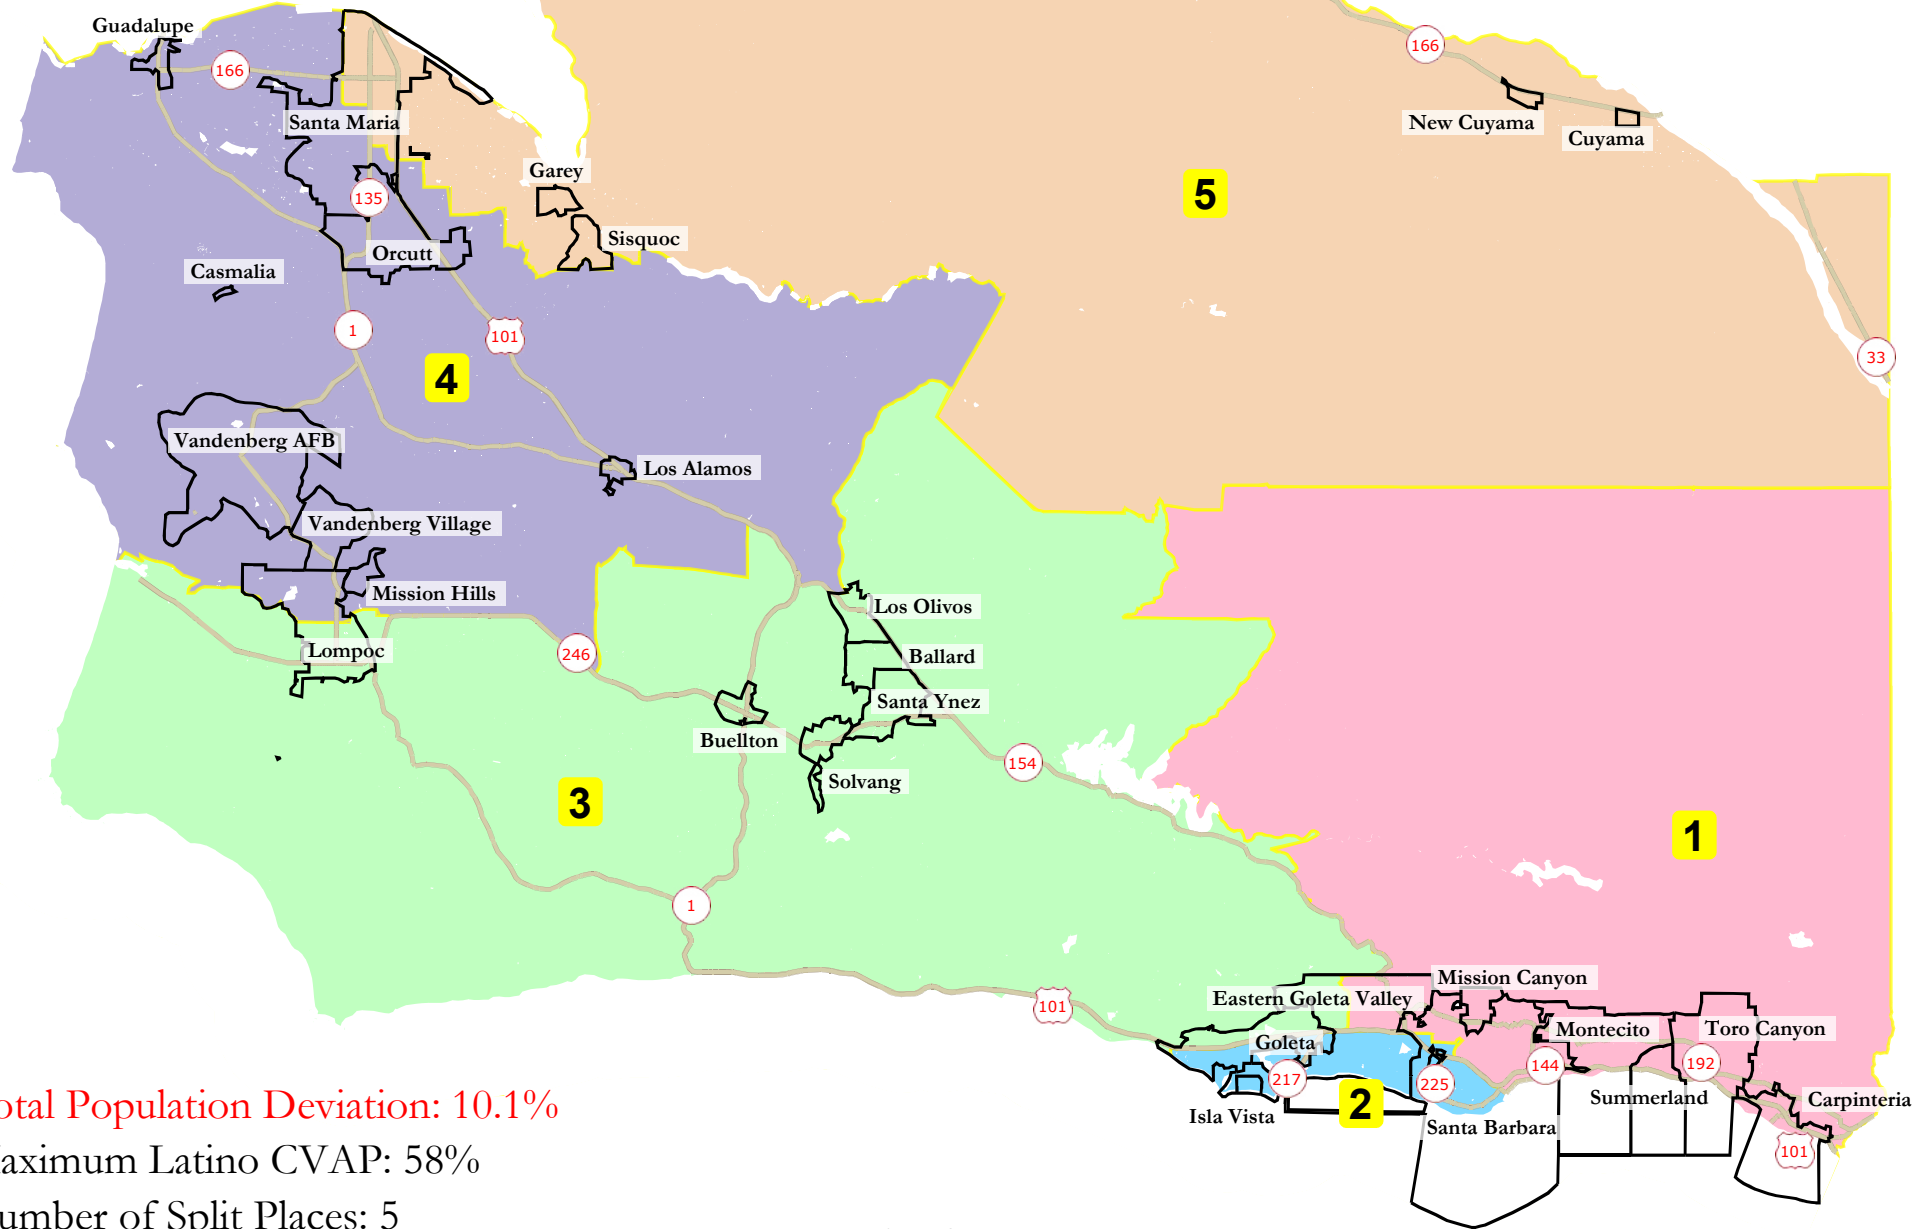 Guadalupe
166
166
Santa Maria
New Cuyama
Cuyama
Garey
5
135
Sisquoc
Orcutt
Casmalia
1
101
33
4
Vandenberg AFB
Los Alamos
Vandenberg Village
Mission Hills
Los Olivos
Lompoc
246
Ballard
Santa Ynez
Buellton
154
Solvang
3
1
1
Mission Canyon
Eastern Goleta Valley
101
Montecito
Toro Canyon
Goleta
144
192
217
225
Summerland
Carpinteria
2
Isla Vista
Santa Barbara
101
otal Population Deviation: 10.1%
aximum Latino CVAP: 58%
umber of Split Places: 5